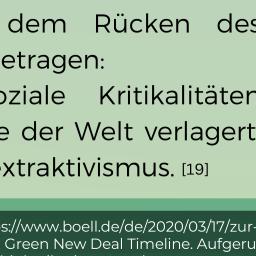 dem Rücken des
etragen:
oziale Kritikalitäten
e der Welt verlagert
extraktivismus. [19]
s://www.boell.de/de/2020/03/17/zur-
Green New Deal Timeline. Aufgeru